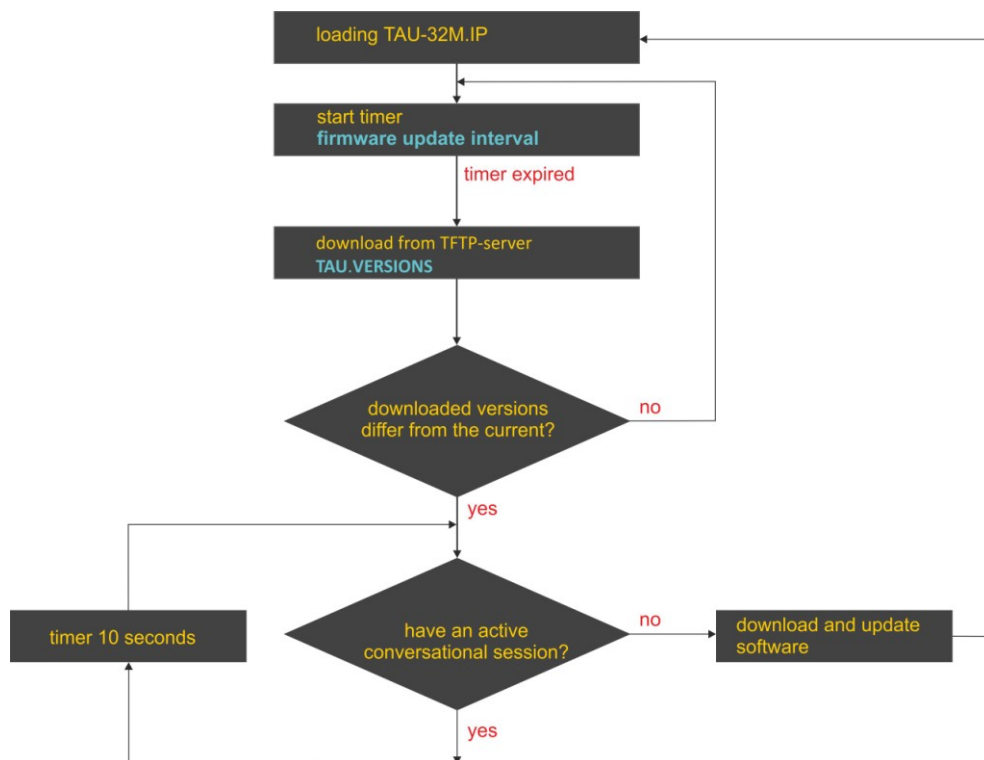 loading TAU-32M.IP
start timer
firmware update interval
timer expired
download from TFTP-server
TAU.VERSIONS
downloaded versions
differ from the current?
no
yes
timer 10 seconds
have an active
conversational session?
no
download and update
software
yes